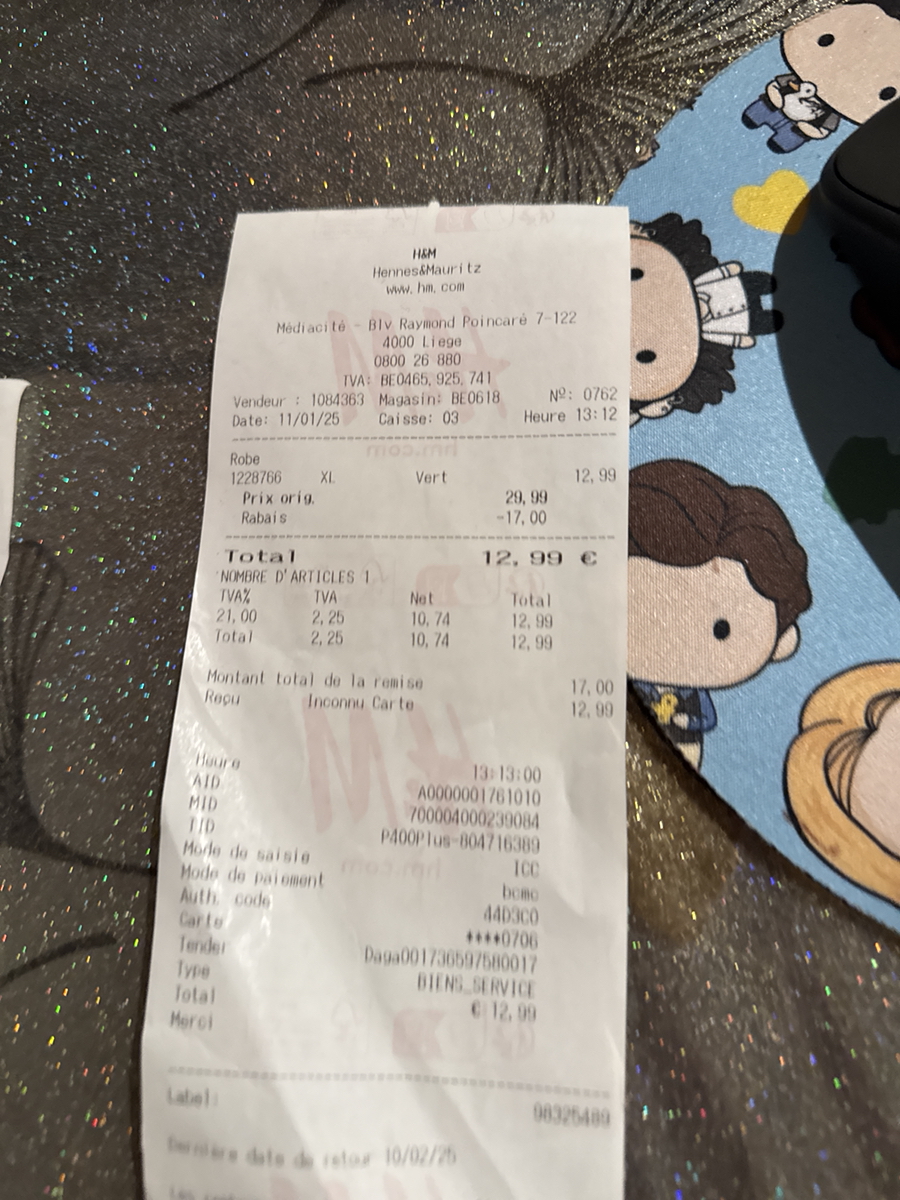 H&M
Hennes&Mauritz
www.hm.com
Médiacité - Blv Raymond Poincaré 7-122
4000 Liege
0800 26 880
TVA: BE0465.925.741
Vendeur : 1084363 Magasin: BE0618 Nº: 0762
Date: 11/01/25 Caisse: 03 Heure 13:12
Robe
1228766 XL Vert 12,99
Prix orig. 29,99
Rabais -17,00
Total 12,99 €
NOMBRE D'ARTICLES 1
TVA% TVA Net Total
21,00 2,25 10,74 12,99
Total 2,25 10,74 12,99
Montant total de la remise 17,00
Reçu Inconnu Carte 12,99
Heure 13:13:00
AID A0000001761010
MID 700004000239084
TID P400Plus-804716389
Mode de saisie ICC
Mode de paiement bcmc
Auth. code 44D3C0
Carte ****0706
Tender Daga001736597580017
Type BIENS_SERVICE
Total € 12,99
Merci
Label: 98325489
Dernière date de retour 10/02/25